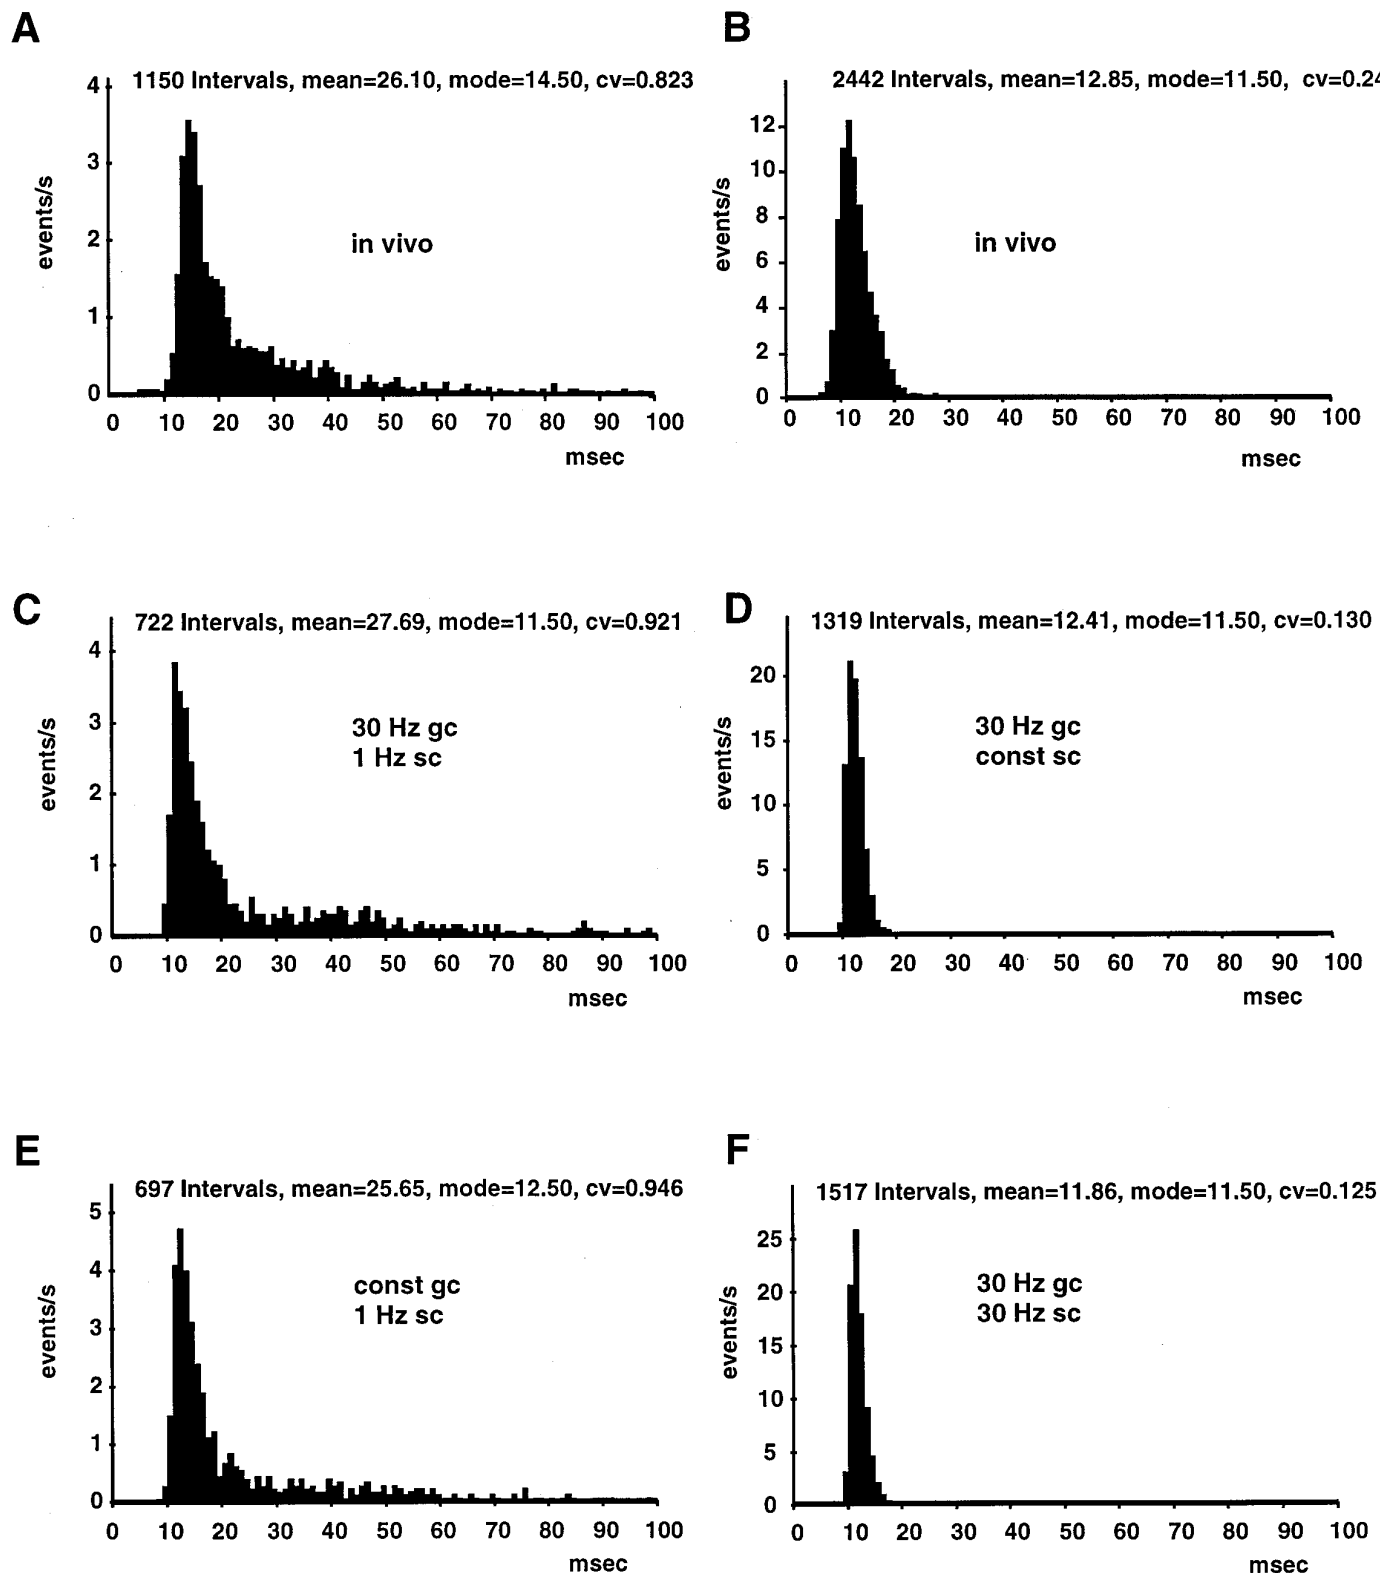 A
1150 Intervals, mean=26.10, mode=14.50, cv=0.823
4
3
2
1
0
events/s
in vivo
0 10 20 30 40 50 60 70 80 90 100
msec
B
2442 Intervals, mean=12.85, mode=11.50, cv=0.24
12
10
8
6
4
2
0
events/s
in vivo
0 10 20 30 40 50 60 70 80 90 100
msec
C
722 Intervals, mean=27.69, mode=11.50, cv=0.921
4
3
2
1
0
events/s
30 Hz gc
1 Hz sc
0 10 20 30 40 50 60 70 80 90 100
msec
D
1319 Intervals, mean=12.41, mode=11.50, cv=0.130
20
15
10
5
0
events/s
30 Hz gc
const sc
0 10 20 30 40 50 60 70 80 90 100
msec
E
697 Intervals, mean=25.65, mode=12.50, cv=0.946
5
4
3
2
1
0
events/s
const gc
1 Hz sc
0 10 20 30 40 50 60 70 80 90 100
msec
F
1517 Intervals, mean=11.86, mode=11.50, cv=0.125
25
20
15
10
5
0
events/s
30 Hz gc
30 Hz sc
0 10 20 30 40 50 60 70 80 90 100
msec